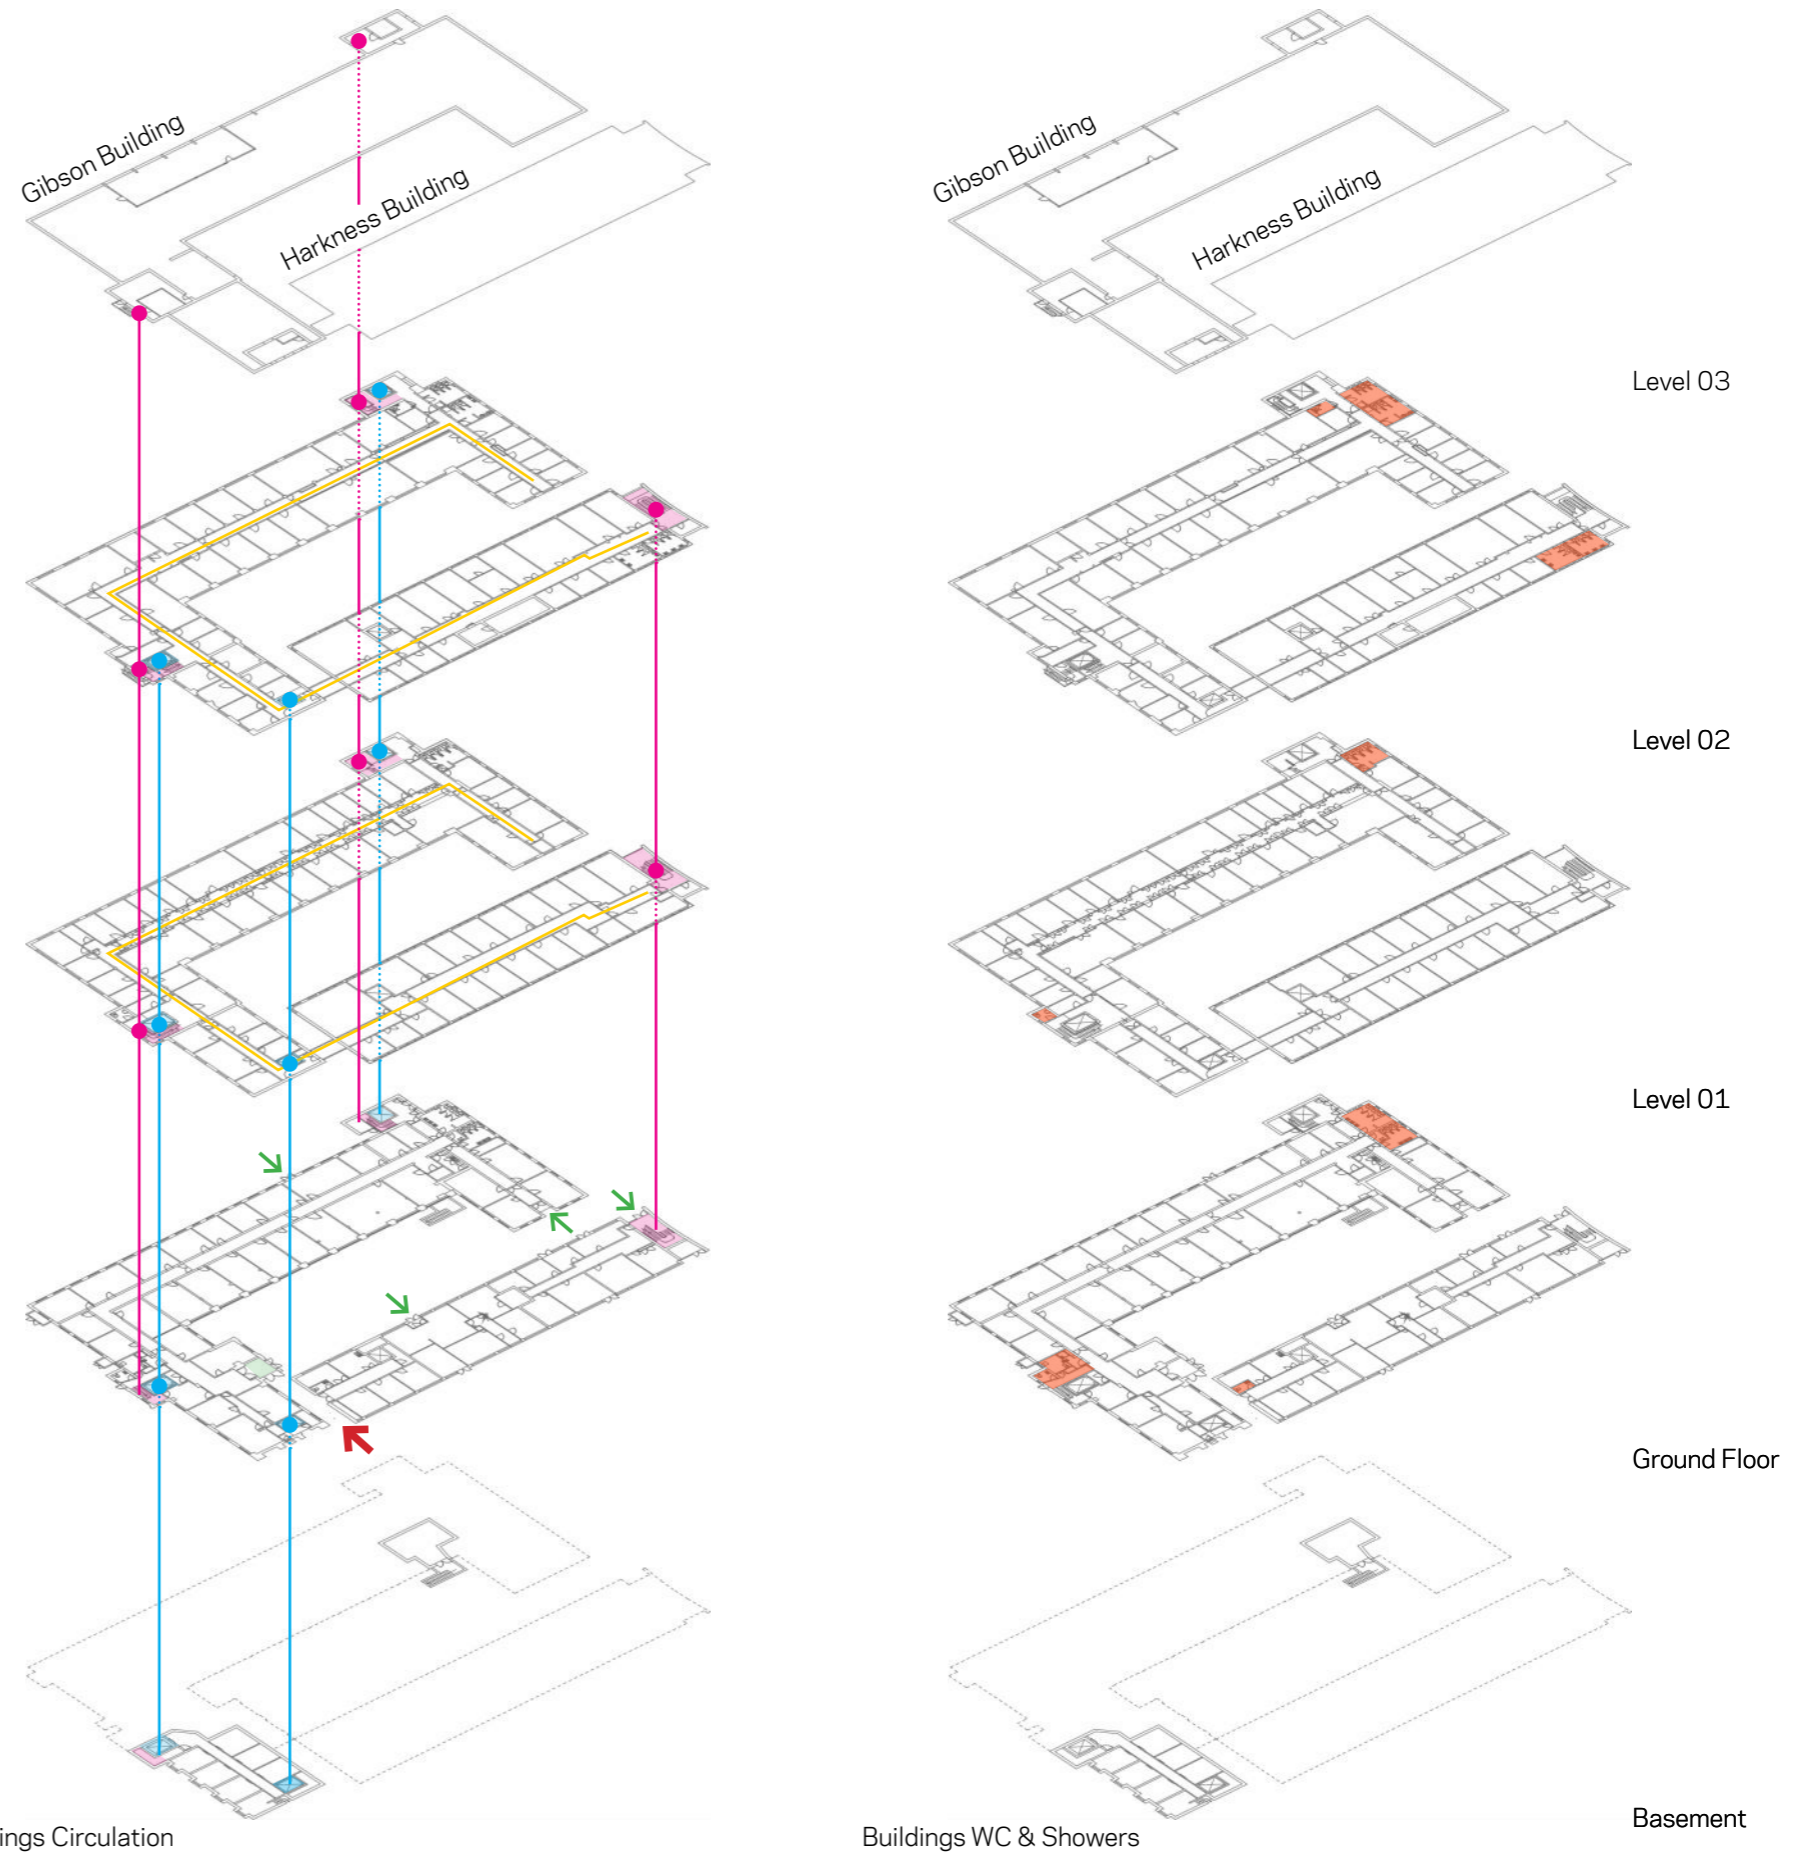 Gibson Building
Harkness Building
Gibson Building
Harkness Building
Level 03
Level 02
Level 01
Ground Floor
Basement
ings Circulation
Buildings WC & Showers